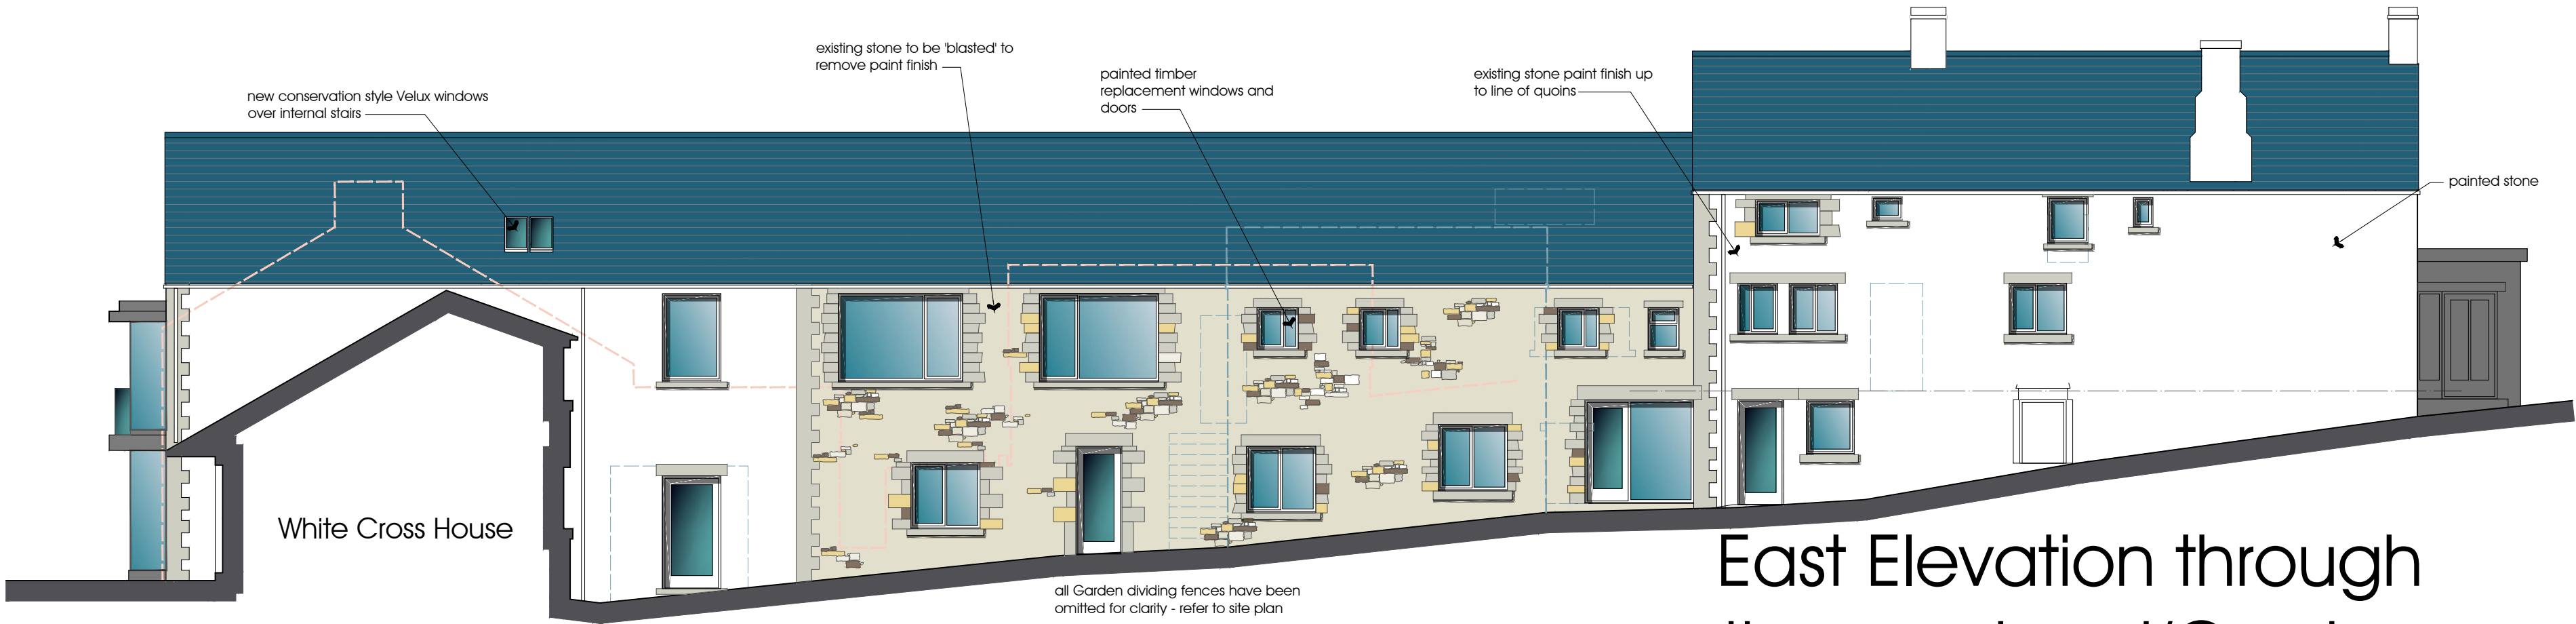 new conservation style Velux windows
over internal stairs
existing stone to be 'blasted' to
remove paint finish
painted timber
replacement windows and
doors
existing stone paint finish up
to line of quoins
painted stone
White Cross House
all Garden dividing fences have been
omitted for clarity - refer to site plan
East Elevation through